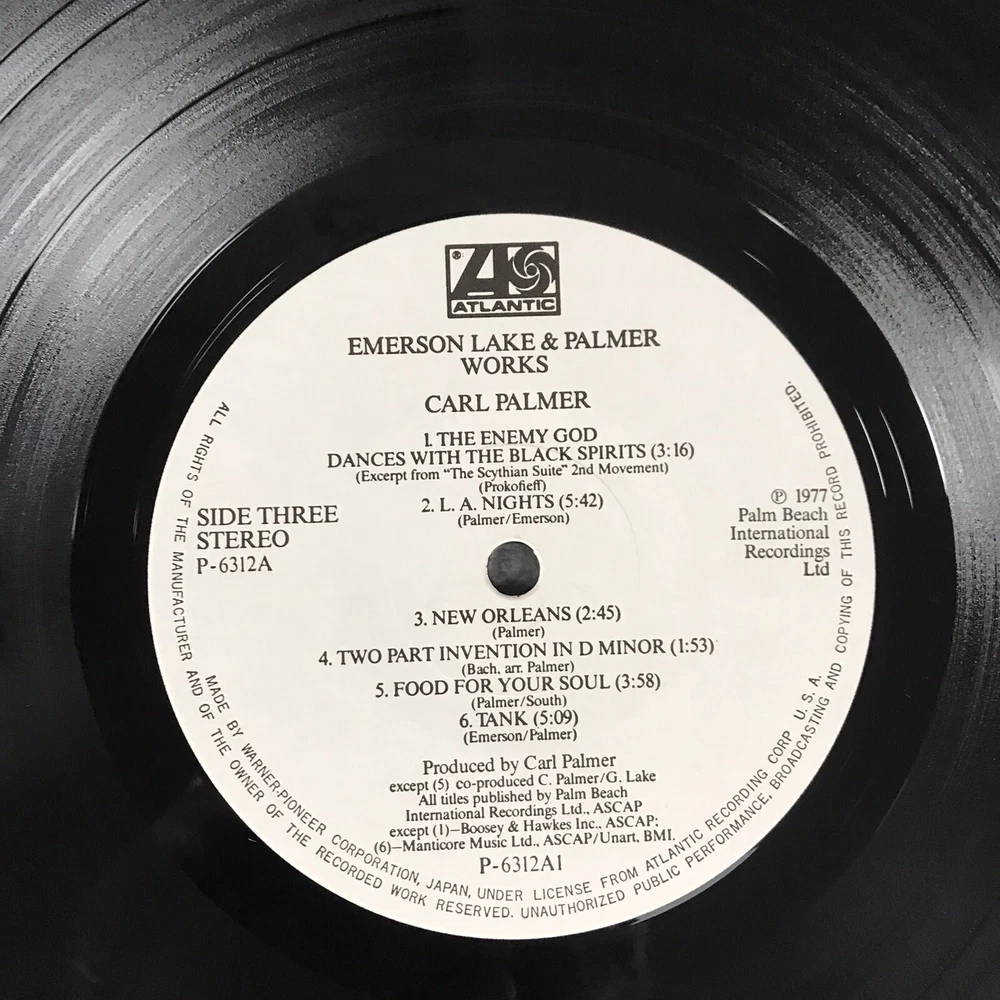 ATLANTIC
EMERSON LAKE & PALMER
WORKS
CARL PALMER
1. THE ENEMY GOD
DANCES WITH THE BLACK SPIRITS (3:16)
(Excerpt from “The Scythian Suite” 2nd Movement)
(Prokofieff)
2. L. A. NIGHTS (5:42)
(Palmer/Emerson)
SIDE THREE
STEREO
P-6312A
℗ 1977
Palm Beach
International
Recordings
Ltd
3. NEW ORLEANS (2:45)
(Palmer)
4. TWO PART INVENTION IN D MINOR (1:53)
(Bach, arr. Palmer)
5. FOOD FOR YOUR SOUL (3:58)
(Palmer/South)
6. TANK (5:09)
(Emerson/Palmer)
Produced by Carl Palmer
except (5) co-produced C. Palmer/G. Lake
All titles published by Palm Beach
International Recordings Ltd., ASCAP
except (1)—Boosey & Hawkes Inc., ASCAP;
(6)—Manticore Music Ltd., ASCAP/Unart, BMI.
P-6312A1
MADE BY WARNER-PIONEER CORPORATION, JAPAN, UNDER LICENSE FROM ATLANTIC RECORDING CORP U. S. A.
ALL RIGHTS OF THE MANUFACTURER AND OF THE OWNER OF THE RECORDED WORK RESERVED. UNAUTHORIZED PUBLIC PERFORMANCE, BROADCASTING AND COPYING OF THIS RECORD PROHIBITED.